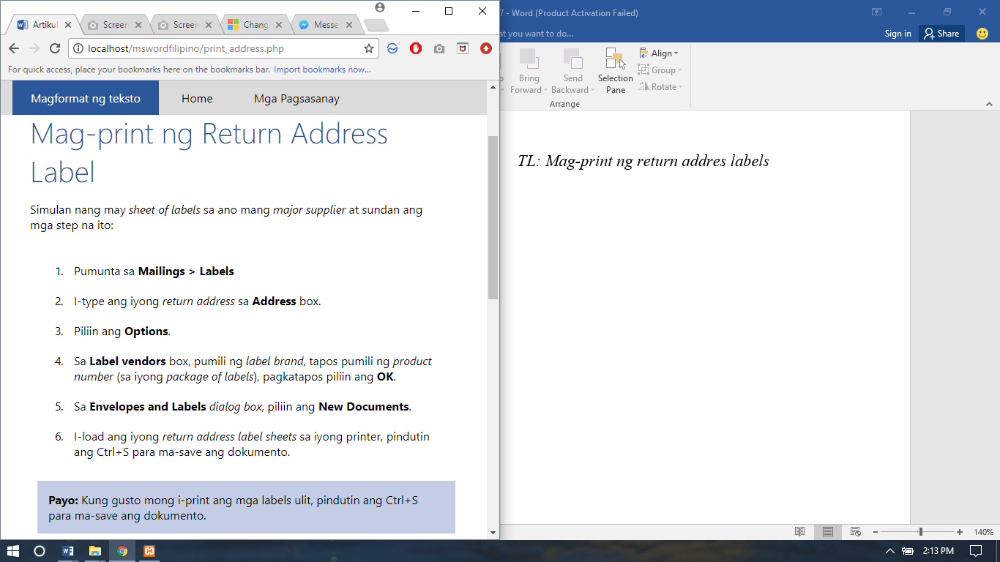 Artikul
Screen
Screen
Chang
Messe
7 - Word (Product Activation Failed)
at you want to do...
Sign in
Share
localhost/mswordfilipino/print_address.php
For quick access, place your bookmarks here on the bookmarks bar. Import bookmarks now...
Bring
Forward
Send
Backward
Selection
Pane
Align
Group
Rotate
Arrange
Magformat ng teksto
Home
Mga Pagsasanay
Mag-print ng Return Address
Label
Simulan nang may sheet of labels sa ano mang major supplier at sundan ang
mga step na ito:
1. Pumunta sa Mailings > Labels
2. I-type ang iyong return address sa Address box.
3. Piliin ang Options.
4. Sa Label vendors box, pumili ng label brand, tapos pumili ng product
number (sa iyong package of labels), pagkatapos piliin ang OK.
5. Sa Envelopes and Labels dialog box, piliin ang New Documents.
6. I-load ang iyong return address label sheets sa iyong printer, pindutin
ang Ctrl+S para ma-save ang dokumento.
Payo: Kung gusto mong i-print ang mga labels ulit, pindutin ang Ctrl+S
para ma-save ang dokumento.
TL: Mag-print ng return addres labels
140%
2:13 PM